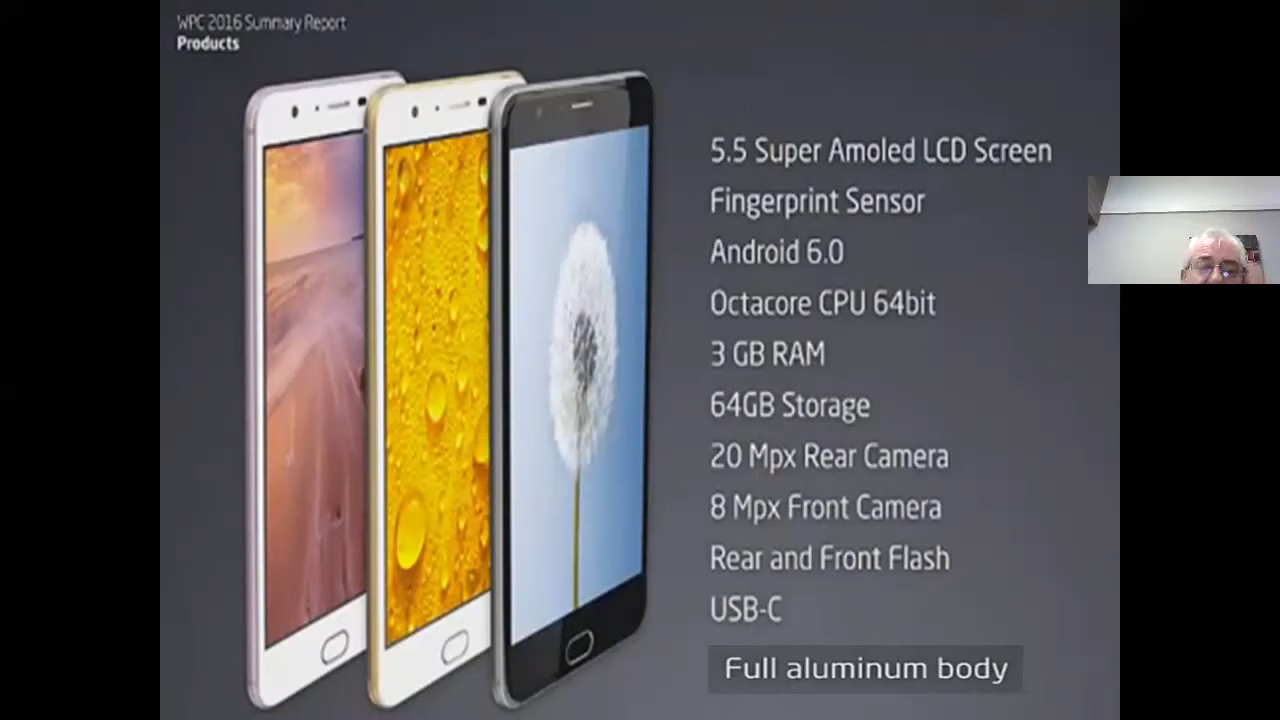 WPC 2016 Summary Report
Products
5.5 Super Amoled LCD Screen
Fingerprint Sensor
Android 6.0
Octacore CPU 64bit
3 GB RAM
64GB Storage
20 Mpx Rear Camera
8 Mpx Front Camera
Rear and Front Flash
USB-C
Full aluminum body